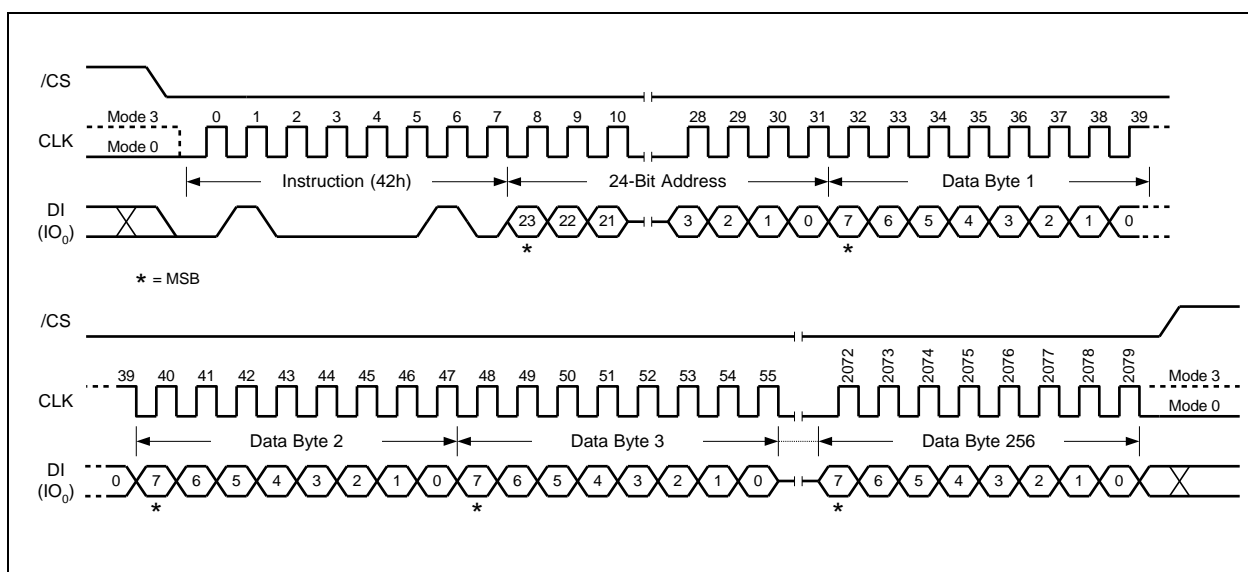 /CS
Mode 3
0 1 2 3 4 5 6 7 8 9 10 28 29 30 31 32 33 34 35 36 37 38 39
CLK
Mode 0
Instruction (42h) 24-Bit Address Data Byte 1
DI
(IO0)
23 22 21 3 2 1 0 7 6 5 4 3 2 1 0
* *
* = MSB
/CS
39 40 41 42 43 44 45 46 47 48 49 50 51 52 53 54 55 2072 2073 2074 2075 2076 2077 2078 2079
Mode 3
CLK
Mode 0
Data Byte 2 Data Byte 3 Data Byte 256
DI
(IO0)
0 7 6 5 4 3 2 1 0 7 6 5 4 3 2 1 0 7 6 5 4 3 2 1 0
* * *